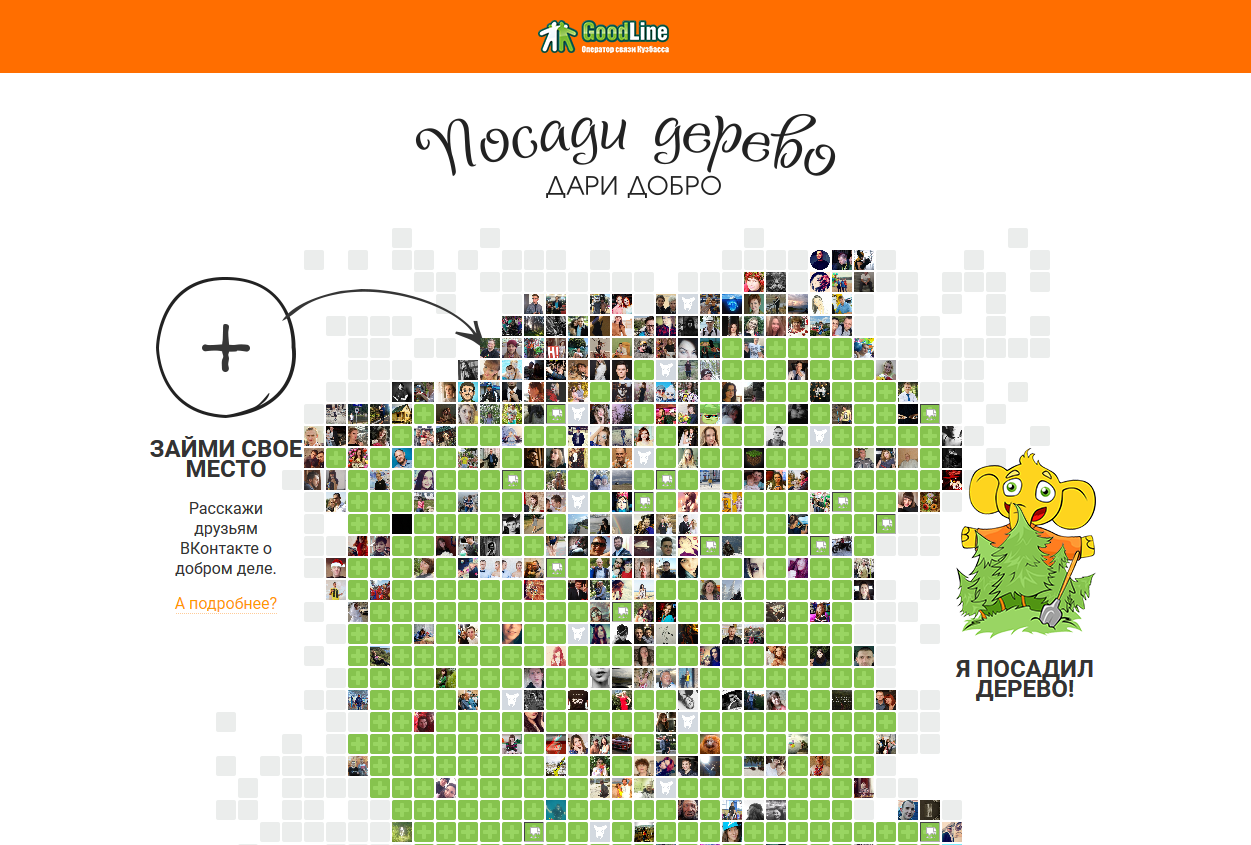 GoodLine
Оператор связи Кузбасса
Посади дерево
ДАРИ ДОБРО
ЗАЙМИ СВОЕ
МЕСТО
Расскажи
друзьям
ВКонтакте о
добром деле.
А подробнее?
Я ПОСАДИЛ
ДЕРЕВО!